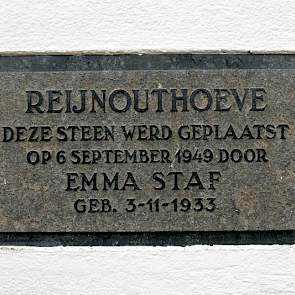 REIJNOUTHOEVE
DEZE STEEN WERD GEPLAATST
OP 6 SEPTEMBER 1949 DOOR
EMMA STAF
GEB. 3-11-1933